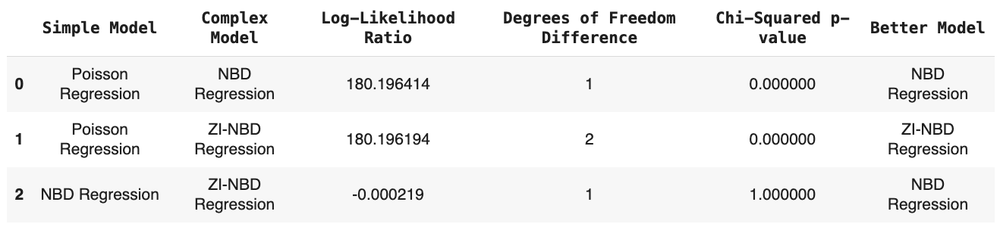 Simple Model Complex Model Log-Likelihood Ratio Degrees of Freedom Difference Chi-Squared p-value Better Model
0 Poisson Regression NBD Regression 180.196414 1 0.000000 NBD Regression
1 Poisson Regression ZI-NBD Regression 180.196194 2 0.000000 ZI-NBD Regression
2 NBD Regression ZI-NBD Regression -0.000219 1 1.000000 NBD Regression